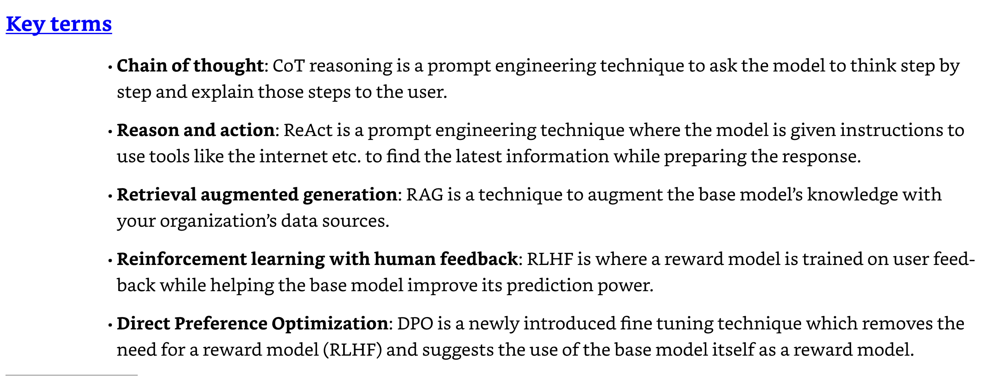 Key terms
• Chain of thought: CoT reasoning is a prompt engineering technique to ask the model to think step by
step and explain those steps to the user.
• Reason and action: ReAct is a prompt engineering technique where the model is given instructions to
use tools like the internet etc. to find the latest information while preparing the response.
• Retrieval augmented generation: RAG is a technique to augment the base model’s knowledge with
your organization’s data sources.
• Reinforcement learning with human feedback: RLHF is where a reward model is trained on user feed-
back while helping the base model improve its prediction power.
• Direct Preference Optimization: DPO is a newly introduced fine tuning technique which removes the
need for a reward model (RLHF) and suggests the use of the base model itself as a reward model.